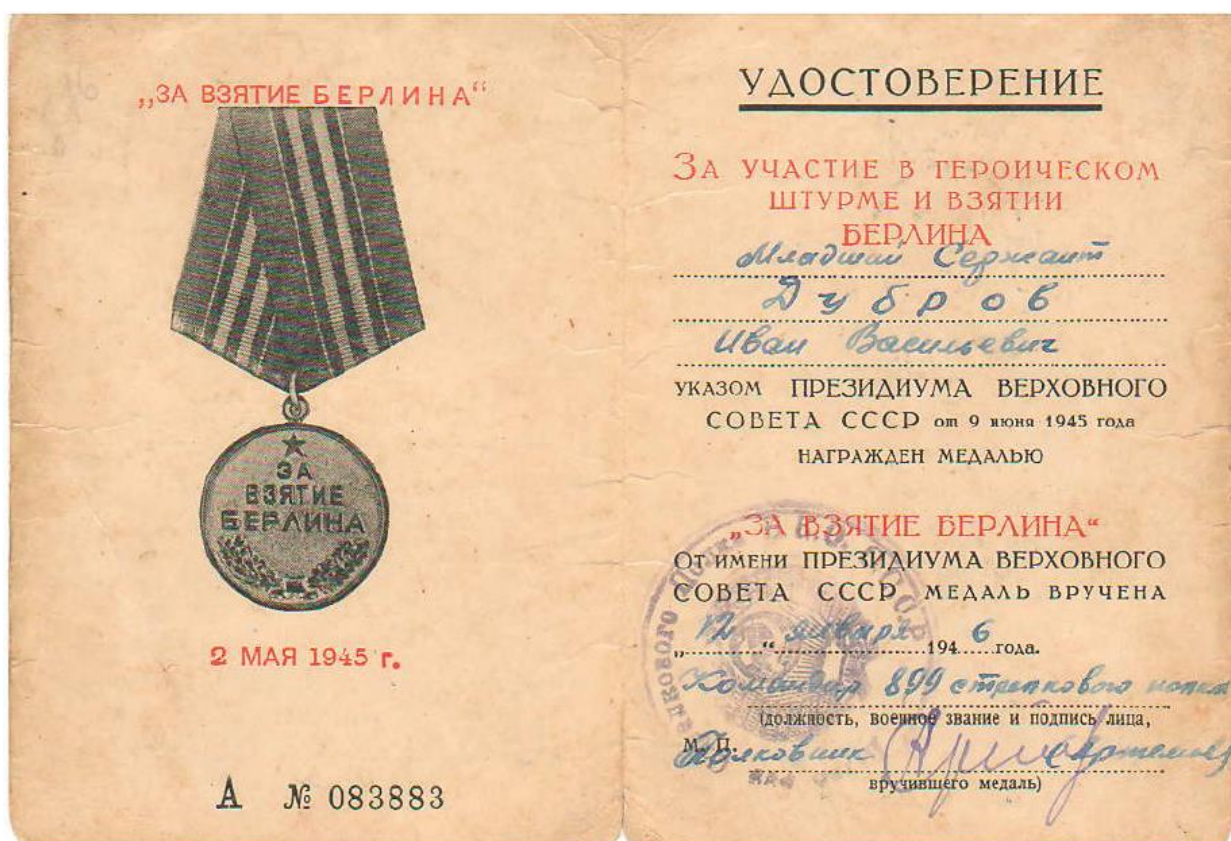 „ЗА ВЗЯТИЕ БЕРЛИНА“
ЗА
ВЗЯТИЕ
БЕРЛИНА
2 МАЯ 1945 г.
А № 083883
УДОСТОВЕРЕНИЕ
ЗА УЧАСТИЕ В ГЕРОИЧЕСКОМ
ШТУРМЕ И ВЗЯТИИ
БЕРЛИНА
Младший Сержант
Дубров
Иван Васильевич
УКАЗОМ ПРЕЗИДИУМА ВЕРХОВНОГО
СОВЕТА СССР от 9 июня 1945 года
НАГРАЖДЕН МЕДАЛЬЮ
„ЗА ВЗЯТИЕ БЕРЛИНА“
ОТ ИМЕНИ ПРЕЗИДИУМА ВЕРХОВНОГО
СОВЕТА СССР МЕДАЛЬ ВРУЧЕНА
„12“ января 1946 года.
Командир 899 стрелкового полка
(должность, военное звание и подпись лица,
М. П. Полковник (Артемов)
вручившего медаль)